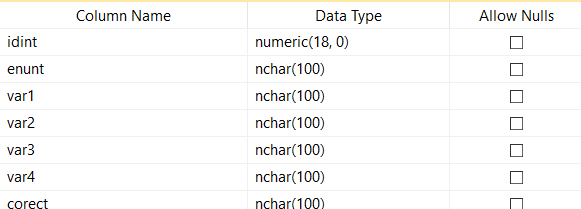 Column Name Data Type Allow Nulls
idint numeric(18, 0)
enunt nchar(100)
var1 nchar(100)
var2 nchar(100)
var3 nchar(100)
var4 nchar(100)
corect nchar(100)